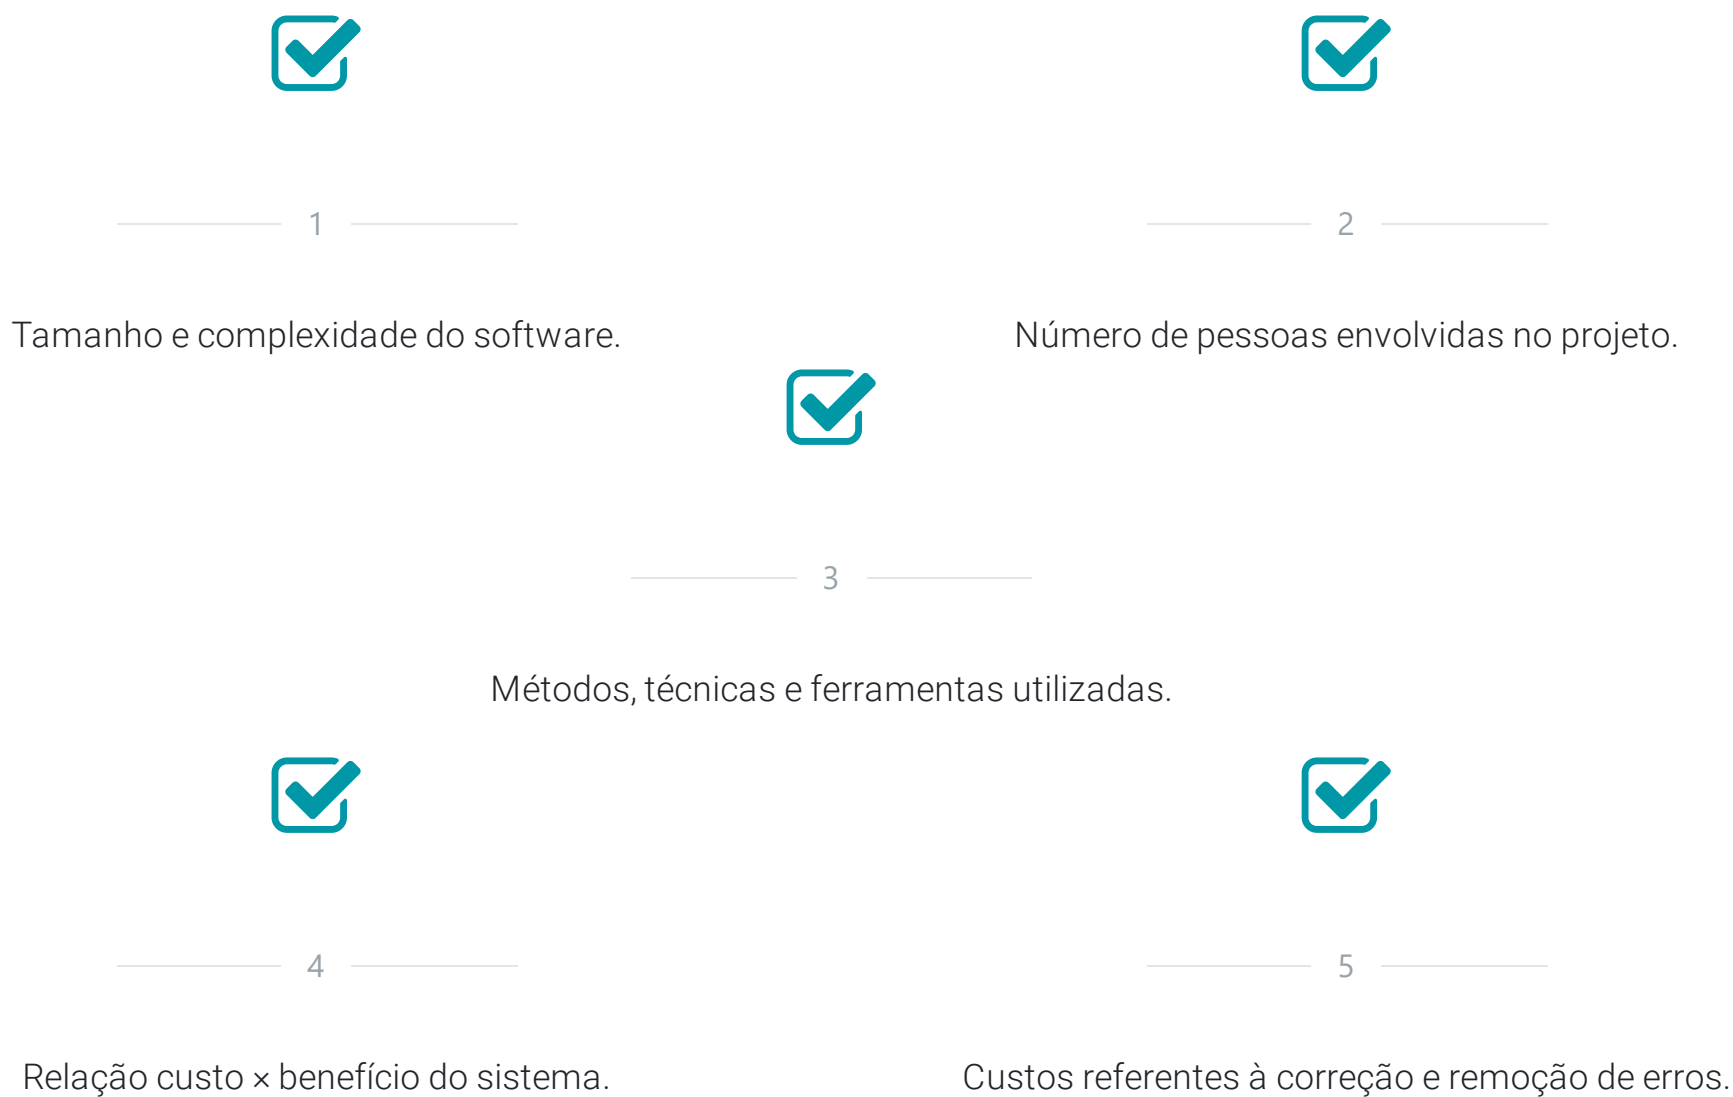 1
Tamanho e complexidade do software.
2
Número de pessoas envolvidas no projeto.
3
Métodos, técnicas e ferramentas utilizadas.
4
Relação custo × benefício do sistema.
5
Custos referentes à correção e remoção de erros.